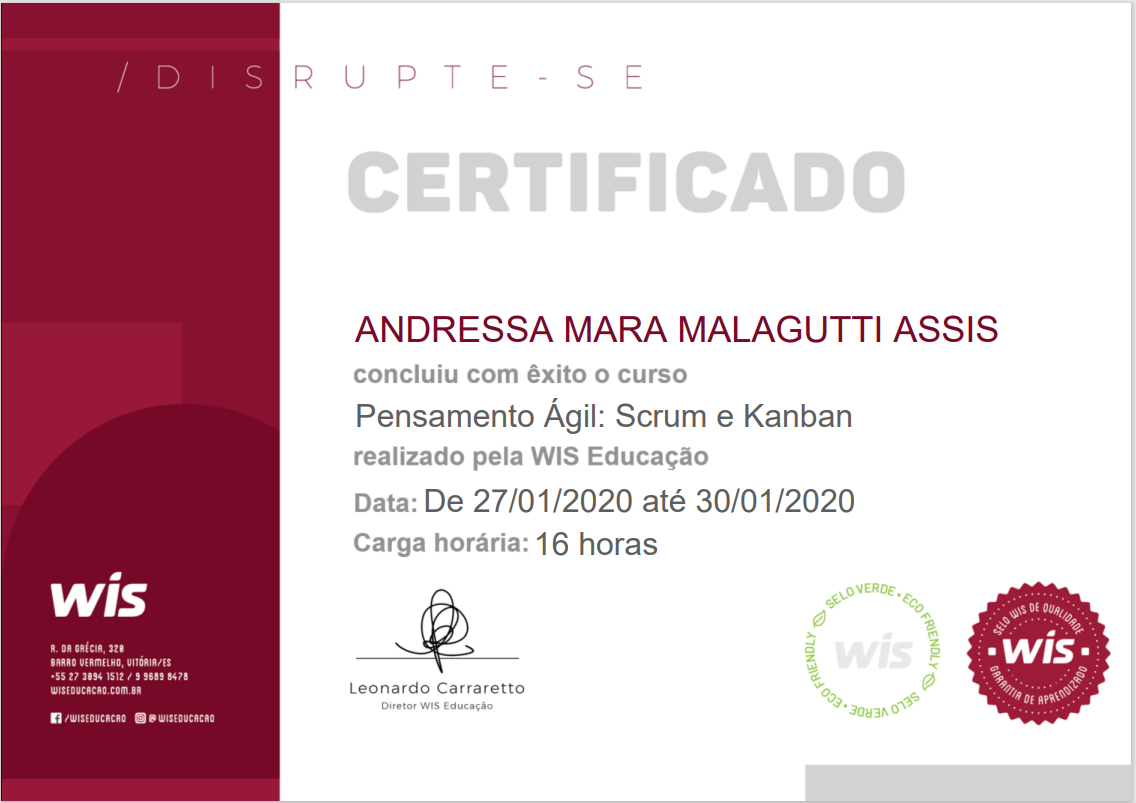 /DISRUPTE-SE
CERTIFICADO
ANDRESSA MARA MALAGUTTI ASSIS
concluiu com êxito o curso
Pensamento Ágil: Scrum e Kanban
realizado pela WIS Educação
Data: De 27/01/2020 até 30/01/2020
Carga horária: 16 horas
wis
R. DA GRÉCIA, 320
BARRO VERMELHO, VITÓRIA/ES
+55 27 3094 1512 / 9 9689 8478
WISEDUCACAO.COM.BR
/WISEDUCACAO @WISEDUCACAO
Leonardo Carraretto
Diretor WIS Educação
SELO VERDE • ECO FRIENDLY
wis
SELO VERDE • ECO FRIENDLY
SELO WIS DE QUALIDADE
wis
GARANTIA DE APRENDIZADO